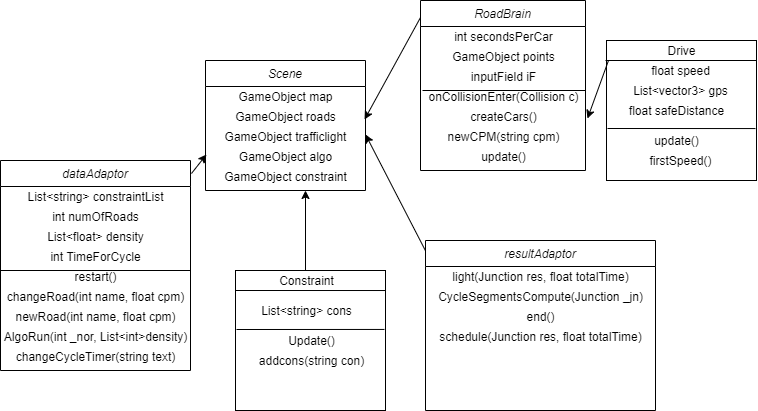 RoadBrain
int secondsPerCar
GameObject points
inputField iF
onCollisionEnter(Collision c)
createCars()
newCPM(string cpm)
update()
Drive
float speed
List<vector3> gps
float safeDistance
update()
firstSpeed()
Scene
GameObject map
GameObject roads
GameObject trafficlight
GameObject algo
GameObject constraint
dataAdaptor
List<string> constraintList
int numOfRoads
List<float> density
int TimeForCycle
restart()
changeRoad(int name, float cpm)
newRoad(int name, float cpm)
AlgoRun(int _nor, List<int>density)
changeCycleTimer(string text)
Constraint
List<string> cons
Update()
addcons(string con)
resultAdaptor
light(Junction res, float totalTime)
CycleSegmentsCompute(Junction _jn)
end()
schedule(Junction res, float totalTime)